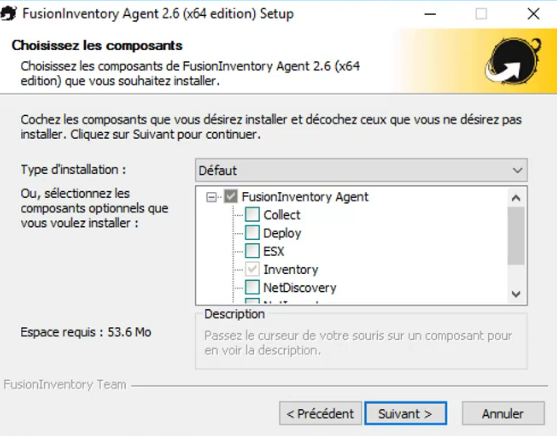 FusionInventory Agent 2.6 (x64 edition) Setup
Choisissez les composants
Choisissez les composants de FusionInventory Agent 2.6 (x64
edition) que vous souhaitez installer.
Cochez les composants que vous désirez installer et décochez ceux que vous ne désirez pas
installer. Cliquez sur Suivant pour continuer.
Type d'installation :
Défaut
Ou, sélectionnez les
composants optionnels que
vous voulez installer :
FusionInventory Agent
Collect
Deploy
ESX
Inventory
NetDiscovery
Espace requis : 53.6 Mo
Description
Passez le curseur de votre souris sur un composant pour
en voir la description.
FusionInventory Team
< Précédent
Suivant >
Annuler